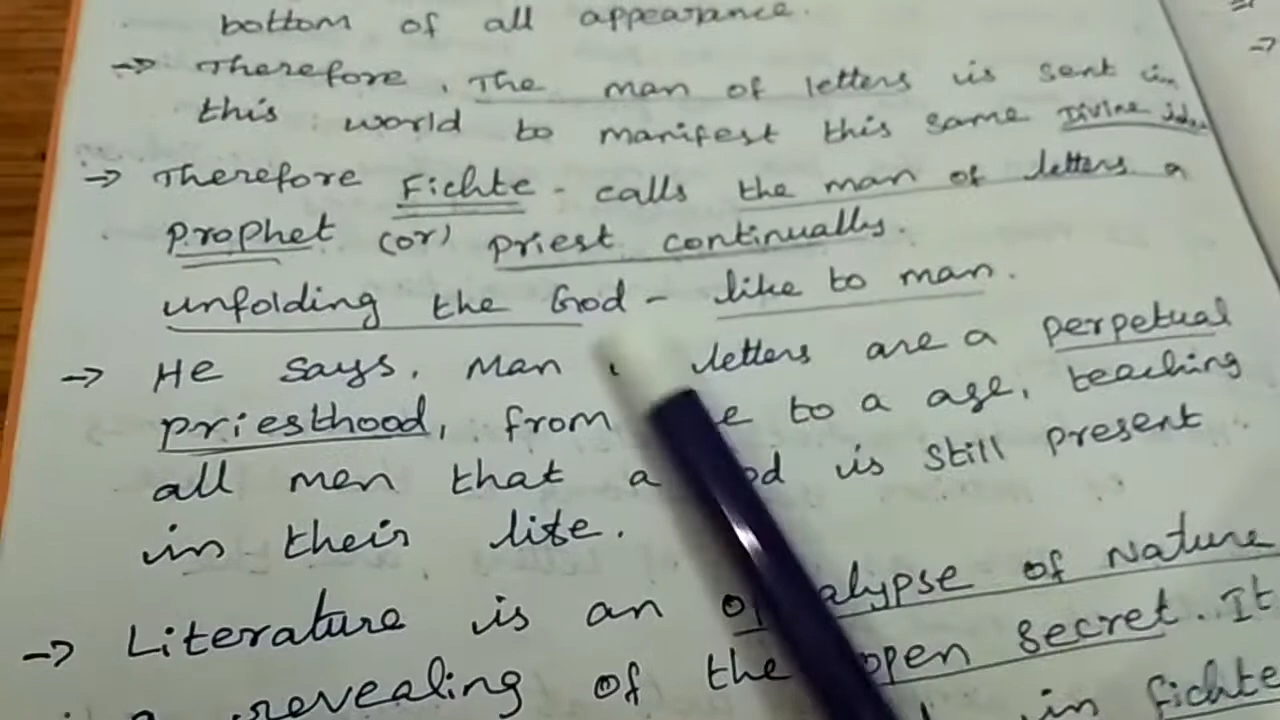 bottom of all appearance.
→ Therefore, The man of letters is sent in
this world to manifest this same Divine
→ Therefore Fichte - calls the man of letters a
Prophet (or) priest continually.
unfolding the God - like to man.
→ He says, Man letters are a perpetual
priesthood, from to a age, teaching
all men that a is still present
in their life.
→ Literature is an of Nature
revealing of the open secret. It
in fichte